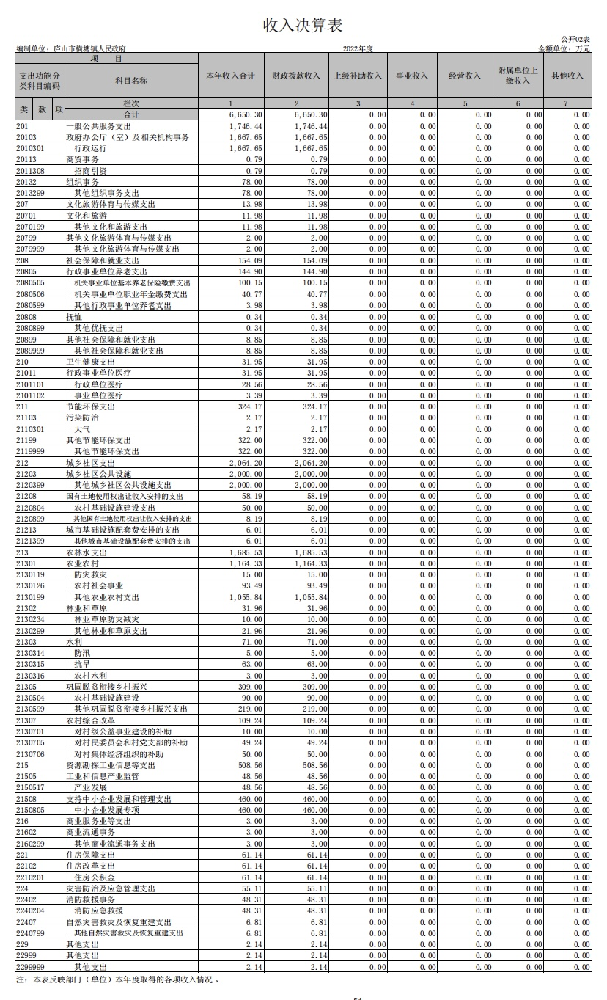 收入决算表
公开02表
编制单位：庐山市横塘镇人民政府 2022年度 金额单位：万元
项 目 本年收入合计 财政拨款收入 上级补助收入 事业收入 经营收入 附属单位上缴收入 其他收入
支出功能分类科目编码 科目名称
类 款 项 栏次 1 2 3 4 5 6 7
合计 6,650.30 6,650.30 0.00 0.00 0.00 0.00 0.00
201 一般公共服务支出 1,746.44 1,746.44 0.00 0.00 0.00 0.00 0.00
20103 政府办公厅（室）及相关机构事务 1,667.65 1,667.65 0.00 0.00 0.00 0.00 0.00
2010301 行政运行 1,667.65 1,667.65 0.00 0.00 0.00 0.00 0.00
20113 商贸事务 0.79 0.79 0.00 0.00 0.00 0.00 0.00
2011308 招商引资 0.79 0.79 0.00 0.00 0.00 0.00 0.00
20132 组织事务 78.00 78.00 0.00 0.00 0.00 0.00 0.00
2013299 其他组织事务支出 78.00 78.00 0.00 0.00 0.00 0.00 0.00
207 文化旅游体育与传媒支出 13.98 13.98 0.00 0.00 0.00 0.00 0.00
20701 文化和旅游 11.98 11.98 0.00 0.00 0.00 0.00 0.00
2070199 其他文化和旅游支出 11.98 11.98 0.00 0.00 0.00 0.00 0.00
20799 其他文化旅游体育与传媒支出 2.00 2.00 0.00 0.00 0.00 0.00 0.00
2079999 其他文化旅游体育与传媒支出 2.00 2.00 0.00 0.00 0.00 0.00 0.00
208 社会保障和就业支出 154.09 154.09 0.00 0.00 0.00 0.00 0.00
20805 行政事业单位养老支出 144.90 144.90 0.00 0.00 0.00 0.00 0.00
2080505 机关事业单位基本养老保险缴费支出 100.15 100.15 0.00 0.00 0.00 0.00 0.00
2080506 机关事业单位职业年金缴费支出 40.77 40.77 0.00 0.00 0.00 0.00 0.00
2080599 其他行政事业单位养老支出 3.98 3.98 0.00 0.00 0.00 0.00 0.00
20808 抚恤 0.34 0.34 0.00 0.00 0.00 0.00 0.00
2080899 其他优抚支出 0.34 0.34 0.00 0.00 0.00 0.00 0.00
20899 其他社会保障和就业支出 8.85 8.85 0.00 0.00 0.00 0.00 0.00
2089999 其他社会保障和就业支出 8.85 8.85 0.00 0.00 0.00 0.00 0.00
210 卫生健康支出 31.95 31.95 0.00 0.00 0.00 0.00 0.00
21011 行政事业单位医疗 31.95 31.95 0.00 0.00 0.00 0.00 0.00
2101101 行政单位医疗 28.56 28.56 0.00 0.00 0.00 0.00 0.00
2101102 事业单位医疗 3.39 3.39 0.00 0.00 0.00 0.00 0.00
211 节能环保支出 324.17 324.17 0.00 0.00 0.00 0.00 0.00
21103 污染防治 2.17 2.17 0.00 0.00 0.00 0.00 0.00
2110301 大气 2.17 2.17 0.00 0.00 0.00 0.00 0.00
21199 其他节能环保支出 322.00 322.00 0.00 0.00 0.00 0.00 0.00
2119999 其他节能环保支出 322.00 322.00 0.00 0.00 0.00 0.00 0.00
212 城乡社区支出 2,064.20 2,064.20 0.00 0.00 0.00 0.00 0.00
21203 城乡社区公共设施 2,000.00 2,000.00 0.00 0.00 0.00 0.00 0.00
2120399 其他城乡社区公共设施支出 2,000.00 2,000.00 0.00 0.00 0.00 0.00 0.00
21208 国有土地使用权出让收入安排的支出 58.19 58.19 0.00 0.00 0.00 0.00 0.00
2120804 农村基础设施建设支出 50.00 50.00 0.00 0.00 0.00 0.00 0.00
2120899 其他国有土地使用权出让收入安排的支出 8.19 8.19 0.00 0.00 0.00 0.00 0.00
21213 城市基础设施配套费安排的支出 6.01 6.01 0.00 0.00 0.00 0.00 0.00
2121399 其他城市基础设施配套费安排的支出 6.01 6.01 0.00 0.00 0.00 0.00 0.00
213 农林水支出 1,685.53 1,685.53 0.00 0.00 0.00 0.00 0.00
21301 农业农村 1,164.33 1,164.33 0.00 0.00 0.00 0.00 0.00
2130119 防灾救灾 15.00 15.00 0.00 0.00 0.00 0.00 0.00
2130126 农村社会事业 93.49 93.49 0.00 0.00 0.00 0.00 0.00
2130199 其他农业农村支出 1,055.84 1,055.84 0.00 0.00 0.00 0.00 0.00
21302 林业和草原 31.96 31.96 0.00 0.00 0.00 0.00 0.00
2130234 林业草原防灾减灾 10.00 10.00 0.00 0.00 0.00 0.00 0.00
2130299 其他林业和草原支出 21.96 21.96 0.00 0.00 0.00 0.00 0.00
21303 水利 71.00 71.00 0.00 0.00 0.00 0.00 0.00
2130314 防汛 5.00 5.00 0.00 0.00 0.00 0.00 0.00
2130315 抗旱 63.00 63.00 0.00 0.00 0.00 0.00 0.00
2130316 农村水利 3.00 3.00 0.00 0.00 0.00 0.00 0.00
21305 巩固脱贫衔接乡村振兴 309.00 309.00 0.00 0.00 0.00 0.00 0.00
2130504 农村基础设施建设 90.00 90.00 0.00 0.00 0.00 0.00 0.00
2130599 其他巩固脱贫衔接乡村振兴支出 219.00 219.00 0.00 0.00 0.00 0.00 0.00
21307 农村综合改革 109.24 109.24 0.00 0.00 0.00 0.00 0.00
2130701 对村级公益事业建设的补助 10.00 10.00 0.00 0.00 0.00 0.00 0.00
2130705 对村民委员会和村党支部的补助 49.24 49.24 0.00 0.00 0.00 0.00 0.00
2130706 对村集体经济组织的补助 50.00 50.00 0.00 0.00 0.00 0.00 0.00
215 资源勘探工业信息等支出 508.56 508.56 0.00 0.00 0.00 0.00 0.00
21505 工业和信息产业监管 48.56 48.56 0.00 0.00 0.00 0.00 0.00
2150517 产业发展 48.56 48.56 0.00 0.00 0.00 0.00 0.00
21508 支持中小企业发展和管理支出 460.00 460.00 0.00 0.00 0.00 0.00 0.00
2150805 中小企业发展专项 460.00 460.00 0.00 0.00 0.00 0.00 0.00
216 商业服务业等支出 3.00 3.00 0.00 0.00 0.00 0.00 0.00
21602 商业流通事务 3.00 3.00 0.00 0.00 0.00 0.00 0.00
2160299 其他商业流通事务支出 3.00 3.00 0.00 0.00 0.00 0.00 0.00
221 住房保障支出 61.14 61.14 0.00 0.00 0.00 0.00 0.00
22102 住房改革支出 61.14 61.14 0.00 0.00 0.00 0.00 0.00
2210201 住房公积金 61.14 61.14 0.00 0.00 0.00 0.00 0.00
224 灾害防治及应急管理支出 55.11 55.11 0.00 0.00 0.00 0.00 0.00
22402 消防救援事务 48.31 48.31 0.00 0.00 0.00 0.00 0.00
2240204 消防应急救援 48.31 48.31 0.00 0.00 0.00 0.00 0.00
22407 自然灾害救灾及恢复重建支出 6.81 6.81 0.00 0.00 0.00 0.00 0.00
2240799 其他自然灾害救灾及恢复重建支出 6.81 6.81 0.00 0.00 0.00 0.00 0.00
229 其他支出 2.14 2.14 0.00 0.00 0.00 0.00 0.00
22999 其他支出 2.14 2.14 0.00 0.00 0.00 0.00 0.00
2299999 其他支出 2.14 2.14 0.00 0.00 0.00 0.00 0.00
注：本表反映部门（单位）本年度取得的各项收入情况。